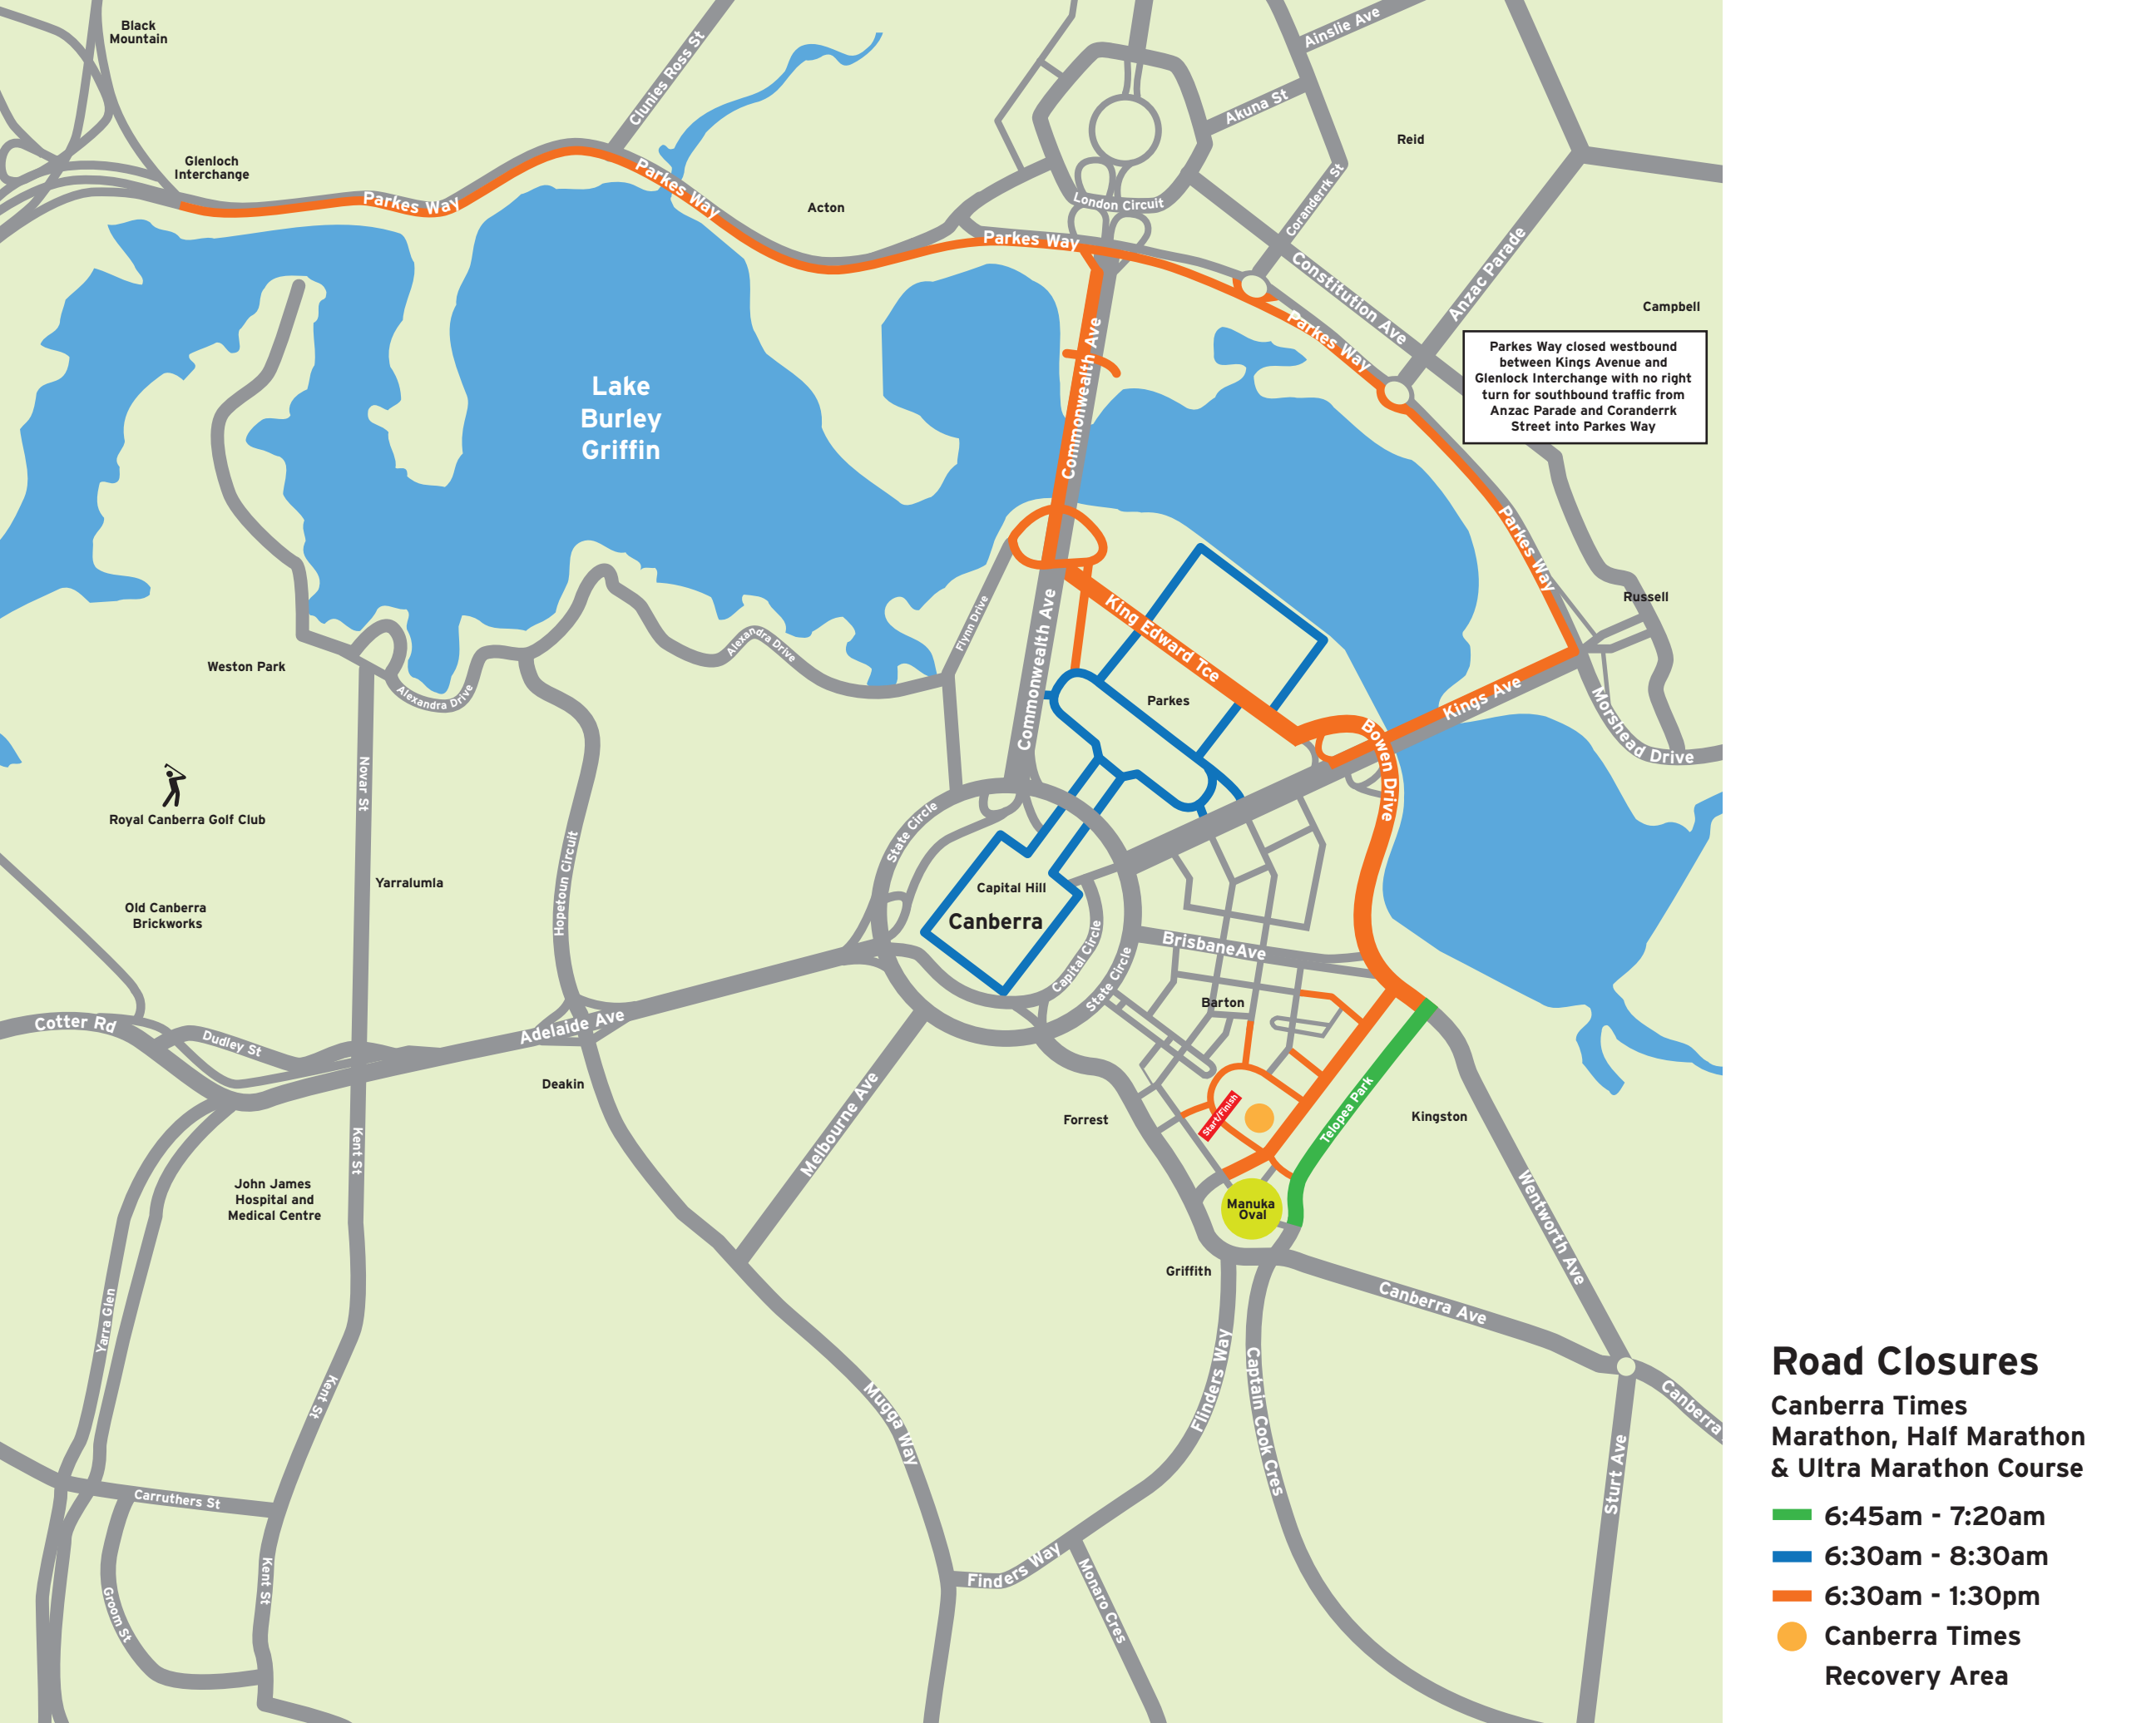 Black
Mountain
Clunies Ross St
Ainslie Ave
Akuna St
Reid
Glenloch
Interchange
Parkes Way
Parkes Way
Acton
London Circuit
Coranderrk St
Parkes Way
Constitution Ave
Anzac Parade
Campbell
Parkes Way
Commonwealth Ave
Parkes Way closed westbound
between Kings Avenue and
Glenlock Interchange with no right
turn for southbound traffic from
Anzac Parade and Coranderrk
Street into Parkes Way
Lake
Burley
Griffin
Parkes Way
Russell
Flynn Drive
Commonwealth Ave
King Edward Tce
Alexandra Drive
Weston Park
Alexandra Drive
Parkes
Kings Ave
Morshead Drive
Bowen Drive
Novar St
Royal Canberra Golf Club
State Circle
Hopetoun Circuit
Yarralumla
Capital Hill
Canberra
Old Canberra
Brickworks
Capital Circle
State Circle
BrisbaneAve
Barton
Cotter Rd
Dudley St
Adelaide Ave
Deakin
Melbourne Ave
Forrest
Start/Finish
Telopea Park
Kingston
Kent St
John James
Hospital and
Medical Centre
Manuka
Oval
Wentworth Ave
Griffith
Canberra Ave
Yarra Glen
Kent St
Flinders Way
Captain Cook Cres
Mugga Way
Canberra
Sturt Ave
Carruthers St
Kent St
Groom St
Finders Way
Monaro Cres
Road Closures
Canberra Times
Marathon, Half Marathon
& Ultra Marathon Course
6:45am - 7:20am
6:30am - 8:30am
6:30am - 1:30pm
Canberra Times
Recovery Area